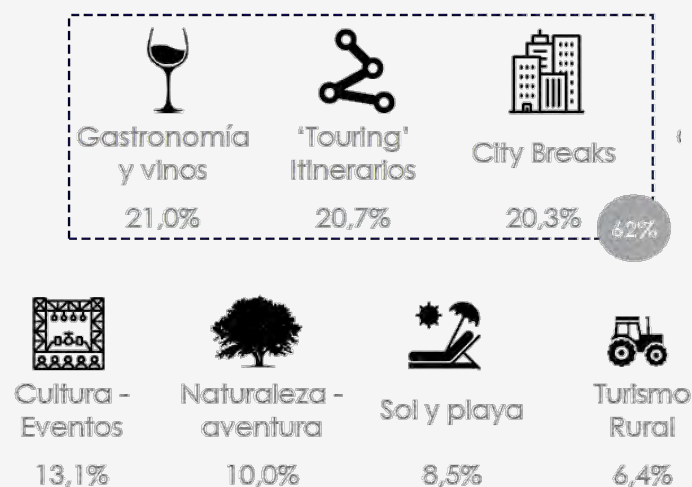 Gastronomía
y vinos
21,0%
'Touring'
Itinerarios
20,7%
City Breaks
20,3%
62%
Cultura -
Eventos
13,1%
Naturaleza -
aventura
10,0%
Sol y playa
8,5%
Turismo
Rural
6,4%